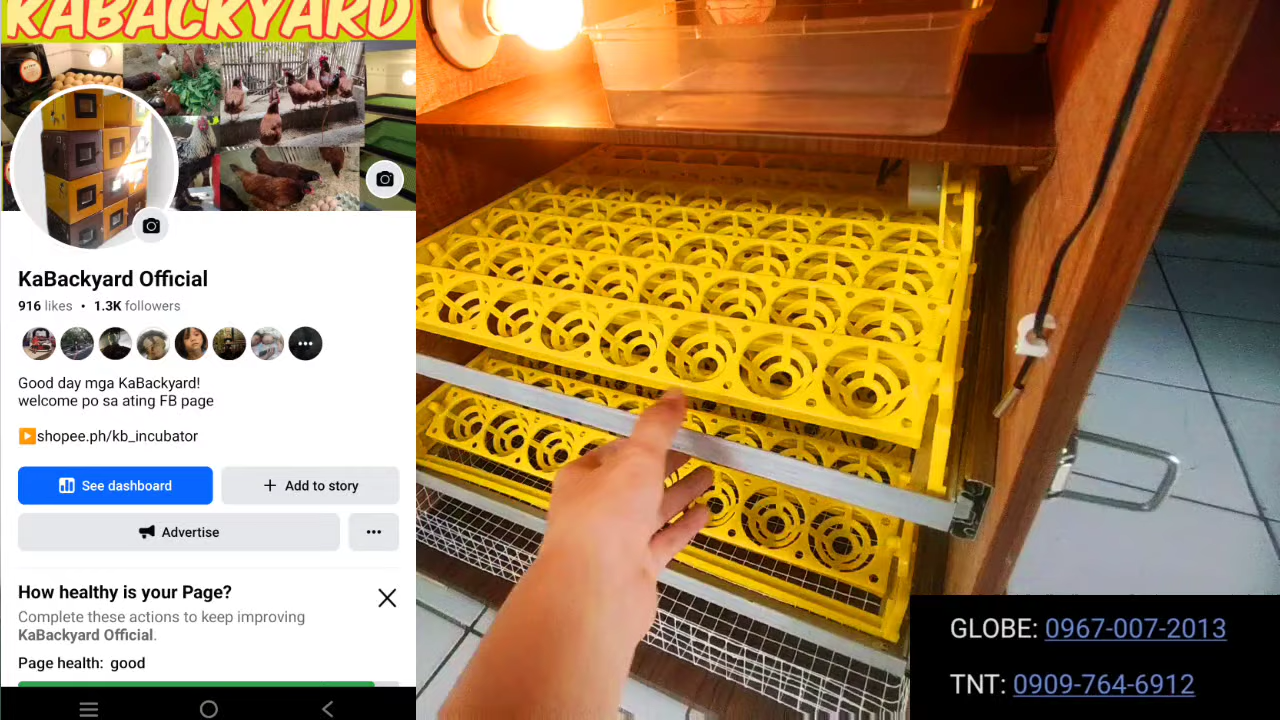 KABACKYARD
KaBackyard Official
916 likes • 1.3K followers
Good day mga KaBackyard!
welcome po sa ating FB page
▶️shopee.ph/kb_incubator
See dashboard
+ Add to story
Advertise
How healthy is your Page?
Complete these actions to keep improving
KaBackyard Official.
Page health: good
GLOBE: 0967-007-2013
TNT: 0909-764-6912